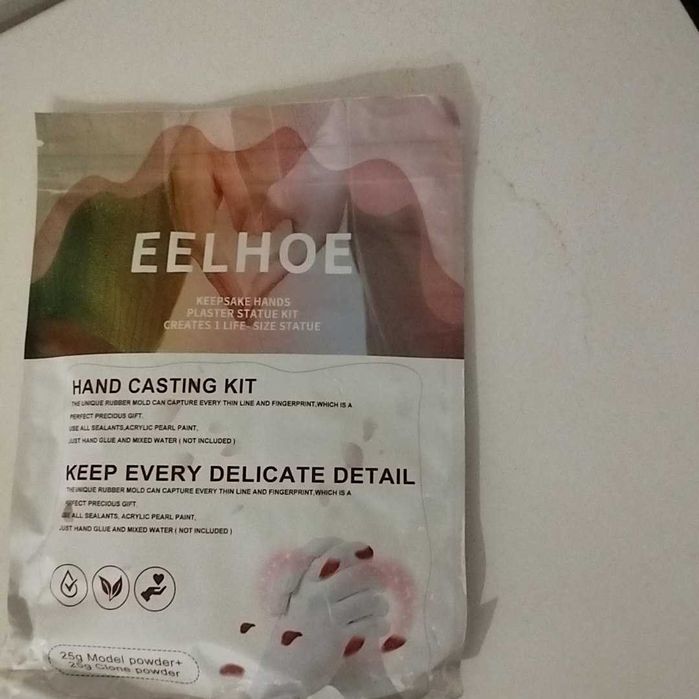 EELHOE
KEEPSAKE HANDS
PLASTER STATUE KIT
CREATES 1 LIFE- SIZE STATUE
HAND CASTING KIT
THE UNIQUE RUBBER MOLD CAN CAPTURE EVERY THIN LINE AND FINGERPRINT,WHICH IS A
PERFECT PRECIOUS GIFT.
USE ALL SEALANTS,ACRYLIC PEARL PAINT,
JUST HAND GLUE AND MIXED WATER ( NOT INCLUDED )
KEEP EVERY DELICATE DETAIL
THE UNIQUE RUBBER MOLD CAN CAPTURE EVERY THIN LINE AND FINGERPRINT,WHICH IS A
PERFECT PRECIOUS GIFT.
USE ALL SEALANTS, ACRYLIC PEARL PAINT,
JUST HAND GLUE AND MIXED WATER ( NOT INCLUDED )
25g Model powder+
25g Clone powder